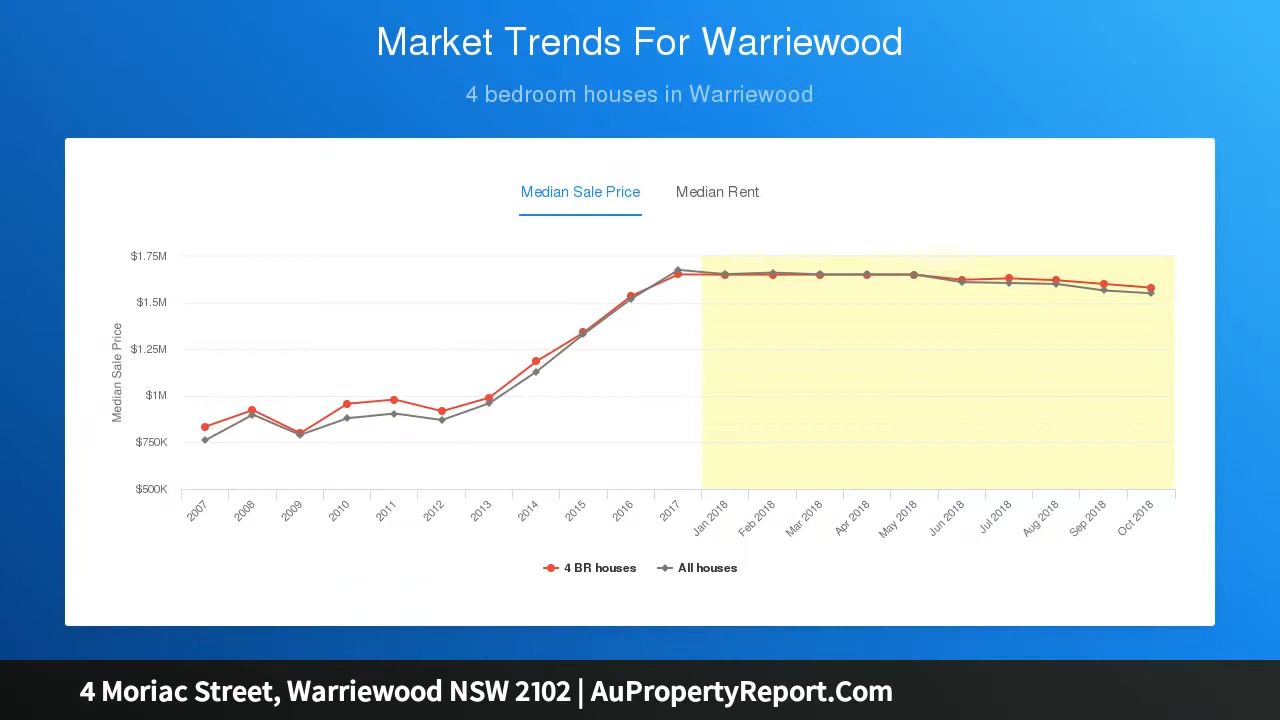 Market Trends For Warriewood
4 bedroom houses in Warriewood
Median Sale Price Median Rent
Median Sale Price
$1.75M
$1.5M
$1.25M
$1M
$750K
$500K
2007 2008 2009 2010 2011 2012 2013 2014 2015 2016 2017 Jan 2018 Feb 2018 Mar 2018 Apr 2018 May 2018 Jun 2018 Jul 2018 Aug 2018 Sep 2018 Oct 2018
4 BR houses All houses
4 Moriac Street, Warriewood NSW 2102 | AuPropertyReport.Com